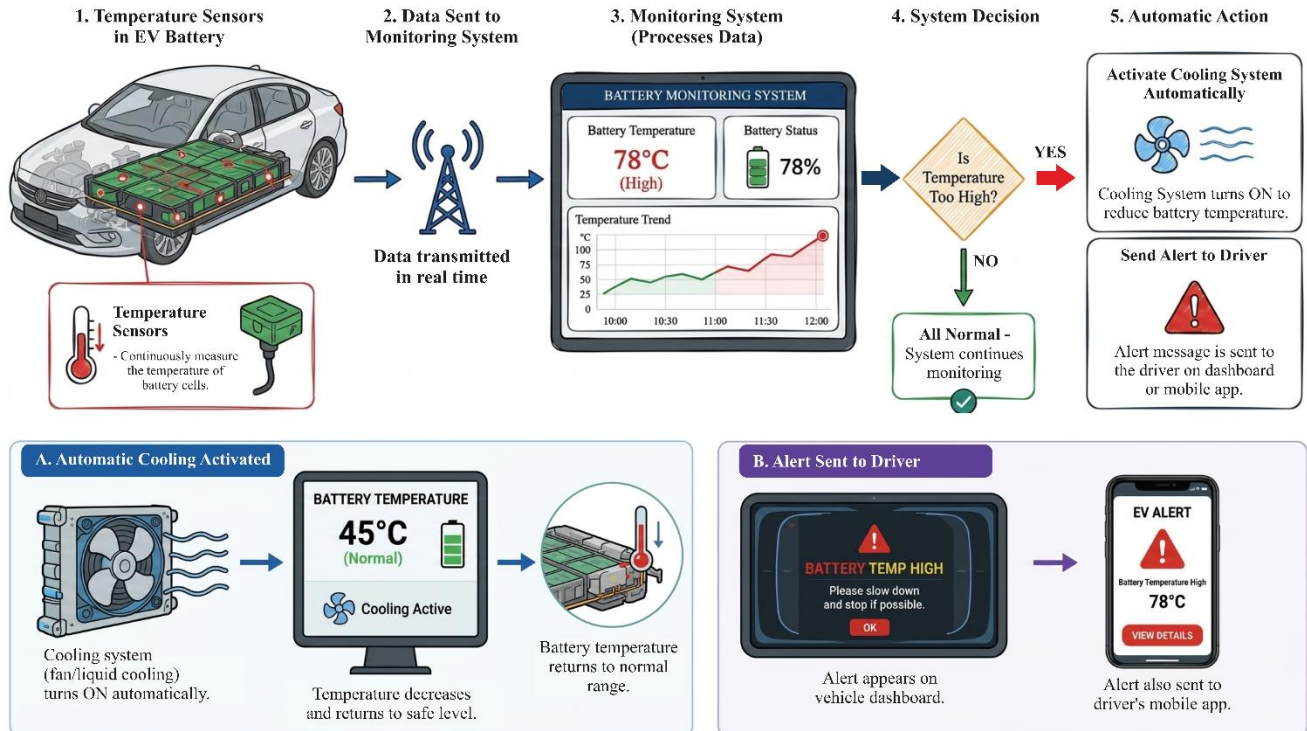 1. Temperature Sensors
in EV Battery
2. Data Sent to
Monitoring System
3. Monitoring System
(Processes Data)
4. System Decision
5. Automatic Action
Temperature
Sensors
- Continuously measure
the temperature of
battery cells.
Data transmitted
in real time
BATTERY MONITORING SYSTEM
Battery Temperature
78°C
(High)
Battery Status
78%
Temperature Trend
°C
100
100
75
50
25
0
10:00
10:30
11:00
11:30
12:00
Is
Temperature
Too High?
YES
NO
All Normal -
System continues
monitoring
Activate Cooling System
Automatically
Cooling System turns ON to
reduce battery temperature.
Send Alert to Driver
Alert message is sent to
the driver on dashboard
or mobile app.
A. Automatic Cooling Activated
Cooling system
(fan/liquid cooling)
turns ON automatically.
BATTERY TEMPERATURE
45°C
(Normal)
Cooling Active
Temperature decreases
and returns to safe level.
Battery temperature
returns to normal
range.
B. Alert Sent to Driver
BATTERY TEMP HIGH
Please slow down
and stop if possible.
OK
Alert appears on
vehicle dashboard.
EV ALERT
Battery Temperature High
78°C
VIEW DETAILS
Alert also sent to
driver's mobile app.